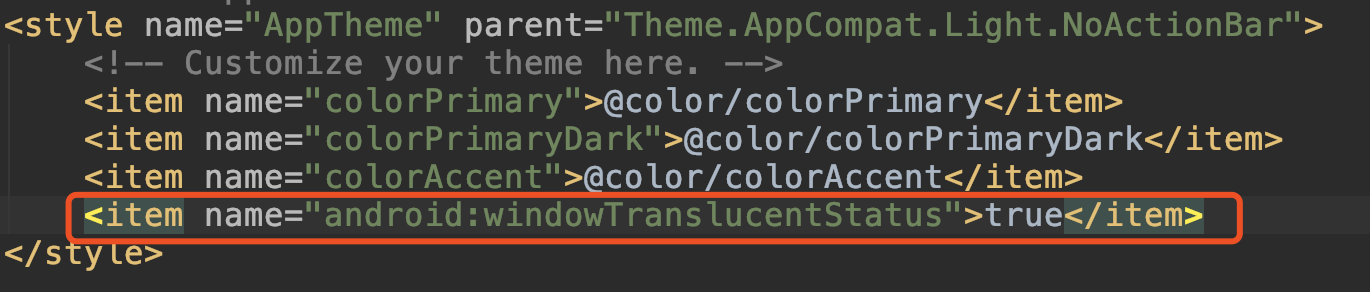 <style name="AppTheme" parent="Theme.AppCompat.Light.NoActionBar">
<!-- Customize your theme here. -->
<item name="colorPrimary">@color/colorPrimary</item>
<item name="colorPrimaryDark">@color/colorPrimaryDark</item>
<item name="colorAccent">@color/colorAccent</item>
<item name="android:windowTranslucentStatus">true</item>
</style>